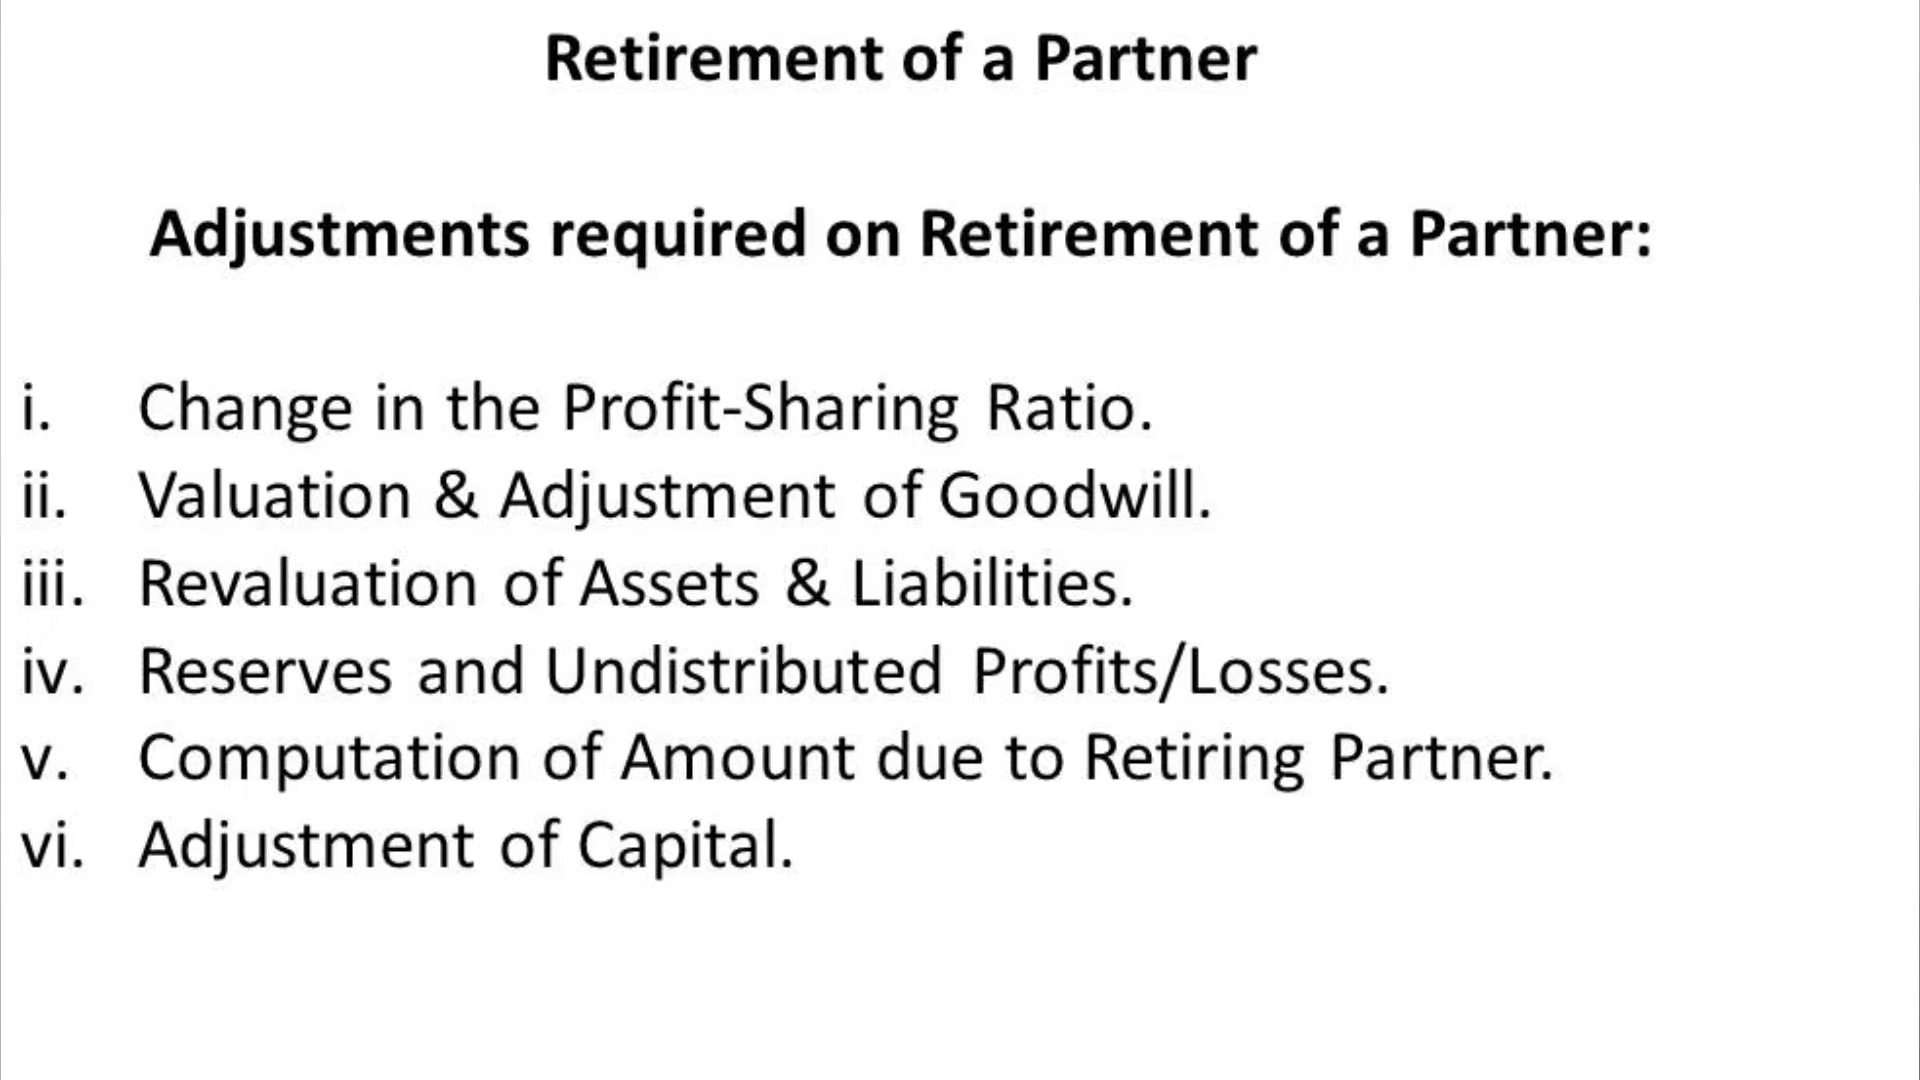 Retirement of a Partner
Adjustments required on Retirement of a Partner:
i. Change in the Profit-Sharing Ratio.
ii. Valuation & Adjustment of Goodwill.
iii. Revaluation of Assets & Liabilities.
iv. Reserves and Undistributed Profits/Losses.
v. Computation of Amount due to Retiring Partner.
vi. Adjustment of Capital.